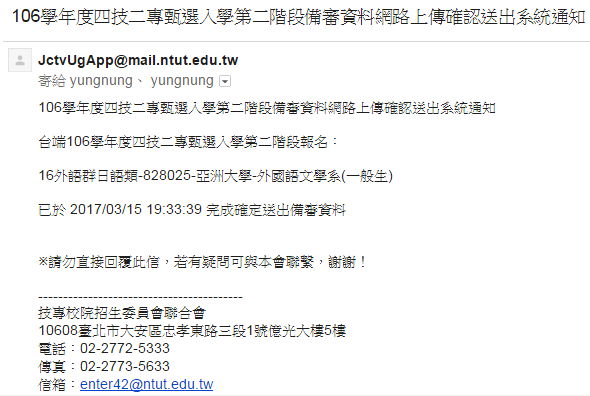 106學年度四技二專甄選入學第二階段備審資料網路上傳確認送出系統通知
JctvUgApp@mail.ntut.edu.tw
寄給 yungnung、 yungnung
106學年度四技二專甄選入學第二階段備審資料網路上傳確認送出系統通知
台端106學年度四技二專甄選入學第二階段報名：
16外語群日語類-828025-亞洲大學-外國語文學系(一般生)
已於 2017/03/15 19:33:39 完成確定送出備審資料
※請勿直接回覆此信，若有疑問可與本會聯繫，謝謝！
-----------------------------------------
技專校院招生委員會聯合會
10608臺北市大安區忠孝東路三段1號億光大樓5樓
電話：02-2772-5333
傳真：02-2773-5633
信箱：enter42@ntut.edu.tw